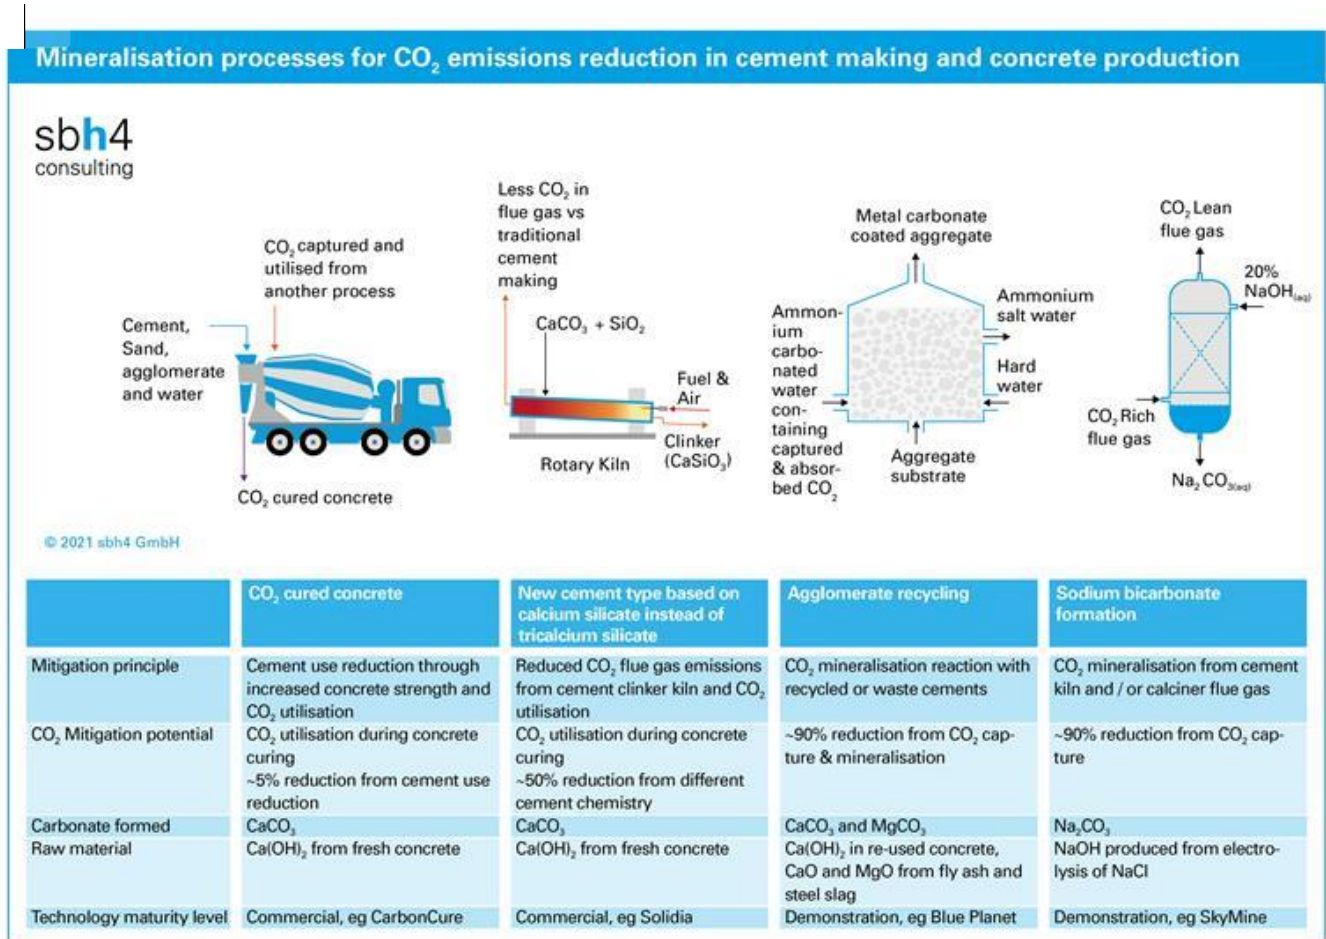 Mineralisation processes for CO₂ emissions reduction in cement making and concrete production
sbh4
consulting
CO₂ captured and
utilised from
another process
Cement,
Sand,
agglomerate
and water
CO₂ cured concrete
Less CO₂ in
flue gas vs
traditional
cement
making
CaCO₃ + SiO₂
Fuel &
Air
Clinker
(CaSiO₃)
Rotary Kiln
Metal carbonate
coated aggregate
Ammon-
ium
carbo-
nated
water
con-
taining
captured
& absor-
bed CO₂
Ammonium
salt water
Hard
water
Aggregate
substrate
CO₂ Lean
flue gas
20%
NaOH(aq)
CO₂ Rich
flue gas
Na₂ CO₃(aq)
© 2021 sbh4 GmbH
CO₂ cured concrete
New cement type based on
calcium silicate instead of
tricalcium silicate
Agglomerate recycling
Sodium bicarbonate
formation
Mitigation principle
Cement use reduction through
increased concrete strength and
CO₂ utilisation
Reduced CO₂ flue gas emissions
from cement clinker kiln and CO₂
utilisation
CO₂ mineralisation reaction with
recycled or waste cements
CO₂ mineralisation from cement
kiln and / or calciner flue gas
CO₂ Mitigation potential
CO₂ utilisation during concrete
curing
~5% reduction from cement use
reduction
CO₂ utilisation during concrete
curing
~50% reduction from different
cement chemistry
~90% reduction from CO₂ cap-
ture & mineralisation
~90% reduction from CO₂ cap-
ture
Carbonate formed
CaCO₃
CaCO₃
CaCO₃ and MgCO₃
Na₂CO₃
Raw material
Ca(OH)₂ from fresh concrete
Ca(OH)₂ from fresh concrete
Ca(OH)₂ in re-used concrete,
CaO and MgO from fly ash and
steel slag
NaOH produced from electro-
lysis of NaCl
Technology maturity level
Commercial, eg CarbonCure
Commercial, eg Solidia
Demonstration, eg Blue Planet
Demonstration, eg SkyMine